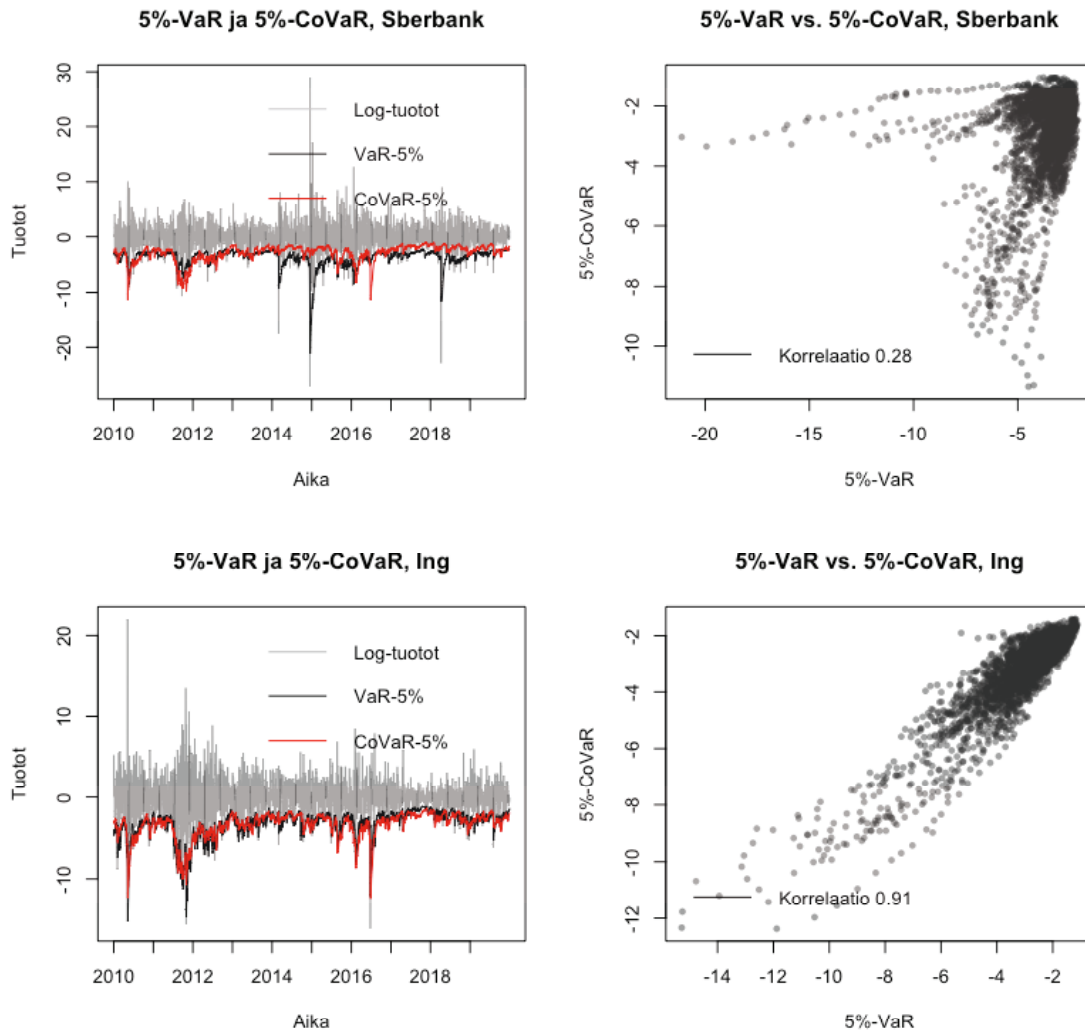 5%-VaR ja 5%-CoVaR, Sberbank
Tuotot
30
20
10
0
-10
-20
Log-tuotot
VaR-5%
CoVaR-5%
2010 2012 2014 2016 2018
Aika
5%-VaR vs. 5%-CoVaR, Sberbank
5%-CoVaR
-2
-4
-6
-8
-10
Korrelaatio 0.28
-20 -15 -10 -5
5%-VaR
5%-VaR ja 5%-CoVaR, Ing
Tuotot
20
10
0
-10
Log-tuotot
VaR-5%
CoVaR-5%
2010 2012 2014 2016 2018
Aika
5%-VaR vs. 5%-CoVaR, Ing
5%-CoVaR
-2
-4
-6
-8
-10
-12
Korrelaatio 0.91
-14 -12 -10 -8 -6 -4 -2
5%-VaR